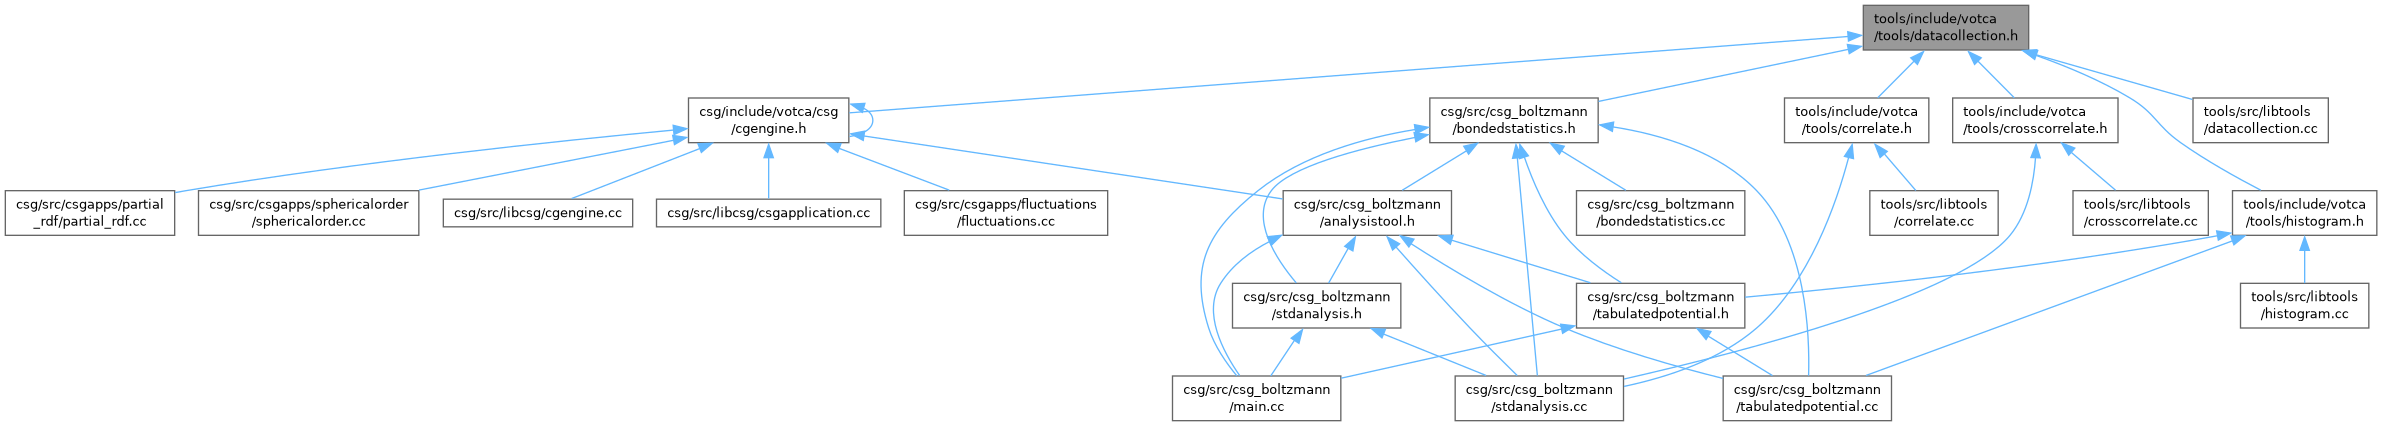 tools/include/votca
/tools/datacollection.h
csg/include/votca/csg
/cgengine.h
csg/src/csg_boltzmann
/bondedstatistics.h
tools/include/votca
/tools/correlate.h
tools/include/votca
/tools/crosscorrelate.h
tools/src/libtools
/datacollection.cc
csg/src/csgapps/partial
_rdf/partial_rdf.cc
csg/src/csgapps/sphericalorder
/sphericalorder.cc
csg/src/libcsg/cgengine.cc
csg/src/libcsg/csgapplication.cc
csg/src/csgapps/fluctuations
/fluctuations.cc
csg/src/csg_boltzmann
/analysistool.h
csg/src/csg_boltzmann
/bondedstatistics.cc
tools/src/libtools
/correlate.cc
tools/src/libtools
/crosscorrelate.cc
tools/include/votca
/tools/histogram.h
csg/src/csg_boltzmann
/stdanalysis.h
csg/src/csg_boltzmann
/tabulatedpotential.h
tools/src/libtools
/histogram.cc
csg/src/csg_boltzmann
/main.cc
csg/src/csg_boltzmann
/stdanalysis.cc
csg/src/csg_boltzmann
/tabulatedpotential.cc